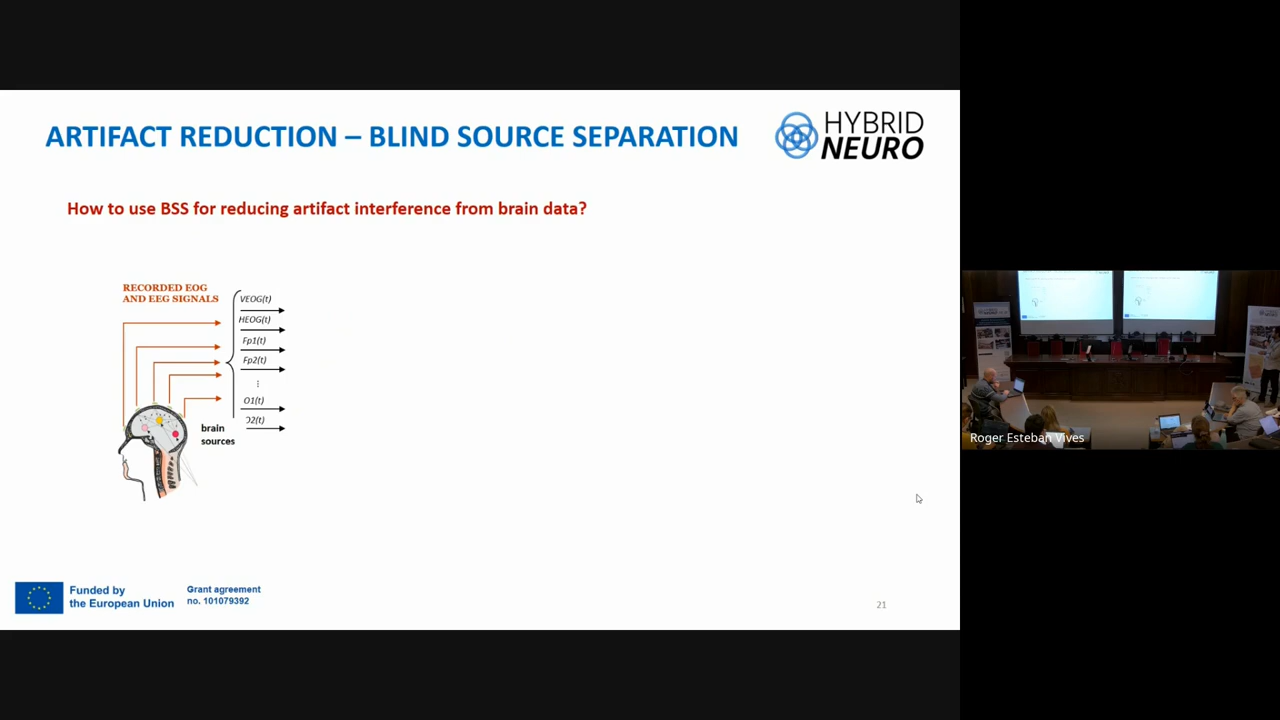 ARTIFACT REDUCTION – BLIND SOURCE SEPARATION
HYBRID
NEURO
How to use BSS for reducing artifact interference from brain data?
RECORDED EOG
AND EEG SIGNALS
VEOG(t)
HEOG(t)
Fp1(t)
Fp2(t)
⋮
O1(t)
O2(t)
brain
sources
Funded by
the European Union
Grant agreement
no. 101079392
21
Roger Esteban Vives